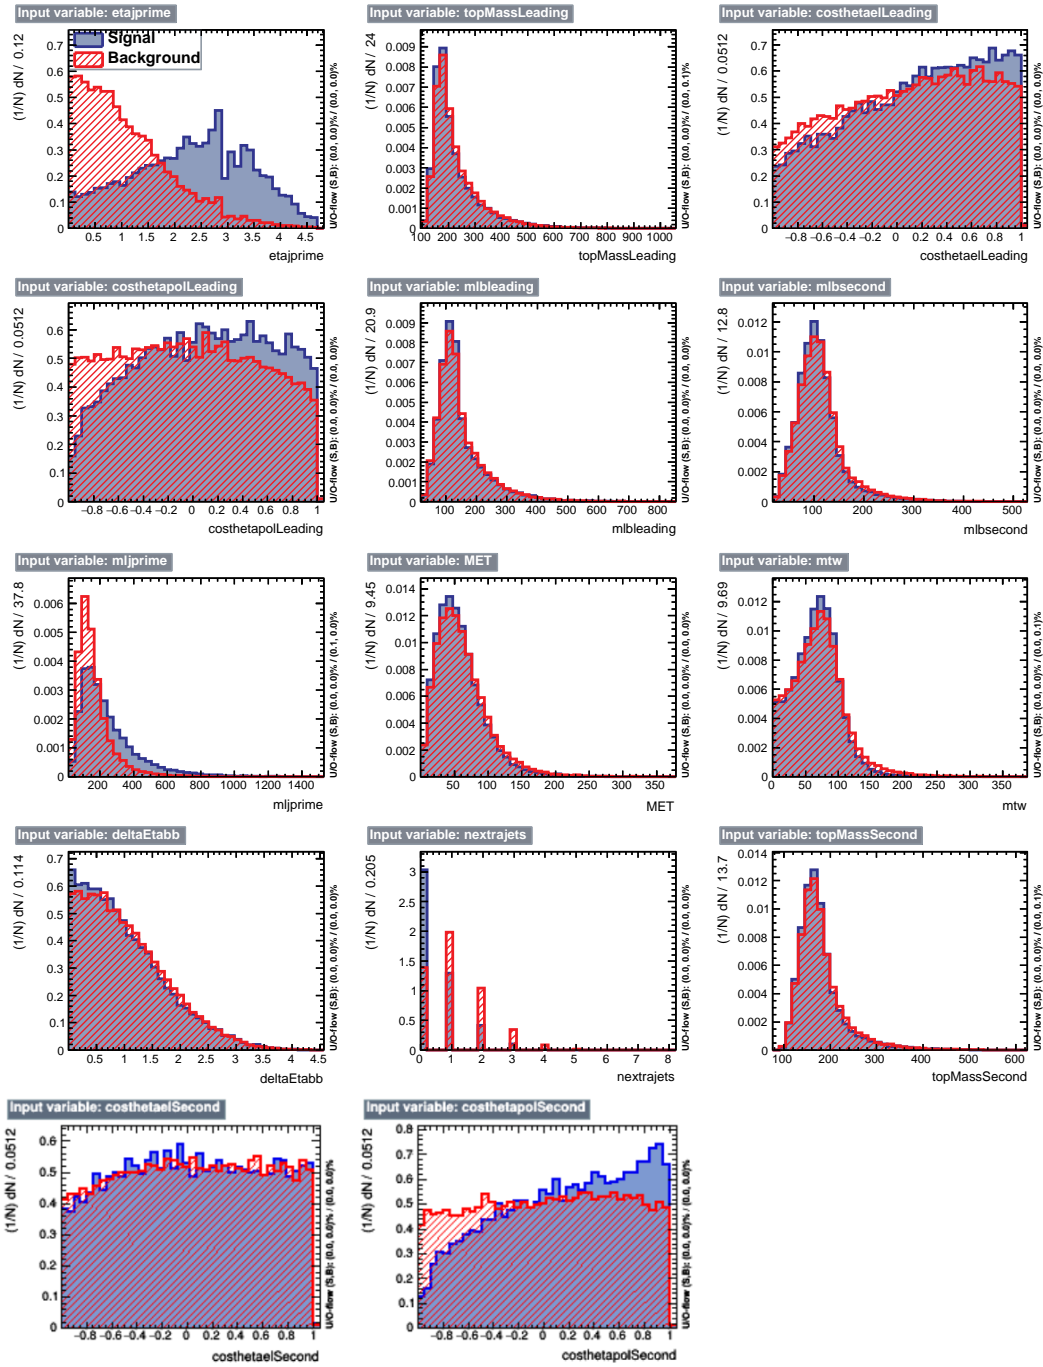 Input variable: etajprime
(1/N) dN / 0.12
0.7
0.6
0.5
0.4
0.3
0.2
0.1
0
Signal
Background
0.5 1 1.5 2 2.5 3 3.5 4 4.5
etajprime
U/O-flow (S,B): (0.0, 0.0)% / (0.0, 0.0)%
Input variable: topMassLeading
(1/N) dN / 24
0.009
0.008
0.007
0.006
0.005
0.004
0.003
0.002
0.001
0
100 200 300 400 500 600 700 800 900 1000
topMassLeading
U/O-flow (S,B): (0.0, 0.0)% / (0.0, 0.1)%
Input variable: costhetaelLeading
(1/N) dN / 0.0512
0.7
0.6
0.5
0.4
0.3
0.2
0.1
0
−0.8 −0.6 −0.4 −0.2 0 0.2 0.4 0.6 0.8 1
costhetaelLeading
U/O-flow (S,B): (0.0, 0.0)% / (0.0, 0.0)%
Input variable: costhetapolLeading
(1/N) dN / 0.0512
0.6
0.5
0.4
0.3
0.2
0.1
0
−0.8 −0.6 −0.4 −0.2 0 0.2 0.4 0.6 0.8 1
costhetapolLeading
U/O-flow (S,B): (0.0, 0.0)% / (0.0, 0.0)%
Input variable: mlbleading
(1/N) dN / 20.9
0.009
0.008
0.007
0.006
0.005
0.004
0.003
0.002
0.001
0
100 200 300 400 500 600 700 800
mlbleading
U/O-flow (S,B): (0.0, 0.0)% / (0.0, 0.0)%
Input variable: mlbsecond
(1/N) dN / 12.8
0.012
0.01
0.008
0.006
0.004
0.002
0
100 200 300 400 500
mlbsecond
U/O-flow (S,B): (0.0, 0.0)% / (0.0, 0.0)%
Input variable: mljprime
(1/N) dN / 37.8
0.006
0.005
0.004
0.003
0.002
0.001
0
200 400 600 800 1000 1200 1400
mljprime
U/O-flow (S,B): (0.0, 0.0)% / (0.1, 0.0)%
Input variable: MET
(1/N) dN / 9.45
0.014
0.012
0.01
0.008
0.006
0.004
0.002
0
50 100 150 200 250 300 350
MET
U/O-flow (S,B): (0.0, 0.0)% / (0.0, 0.0)%
Input variable: mtw
(1/N) dN / 9.69
0.012
0.01
0.008
0.006
0.004
0.002
0
0 50 100 150 200 250 300 350
mtw
U/O-flow (S,B): (0.0, 0.0)% / (0.0, 0.1)%
Input variable: deltaEtabb
(1/N) dN / 0.114
0.7
0.6
0.5
0.4
0.3
0.2
0.1
0
0.5 1 1.5 2 2.5 3 3.5 4 4.5
deltaEtabb
U/O-flow (S,B): (0.0, 0.0)% / (0.0, 0.0)%
Input variable: nextrajets
(1/N) dN / 0.205
3
2.5
2
1.5
1
0.5
0
0 1 2 3 4 5 6 7 8
nextrajets
U/O-flow (S,B): (0.0, 0.0)% / (0.0, 0.0)%
Input variable: topMassSecond
(1/N) dN / 13.7
0.014
0.012
0.01
0.008
0.006
0.004
0.002
0
100 200 300 400 500 600
topMassSecond
U/O-flow (S,B): (0.0, 0.0)% / (0.0, 0.1)%
Input variable: costhetaelSecond
(1/N) dN / 0.0512
0.6
0.5
0.4
0.3
0.2
0.1
0
−0.8 −0.6 −0.4 −0.2 0 0.2 0.4 0.6 0.8 1
costhetaelSecond
U/O-flow (S,B): (0.0, 0.0)% / (0.0, 0.0)%
Input variable: costhetapolSecond
(1/N) dN / 0.0512
0.8
0.7
0.6
0.5
0.4
0.3
0.2
0.1
0
−0.8 −0.6 −0.4 −0.2 0 0.2 0.4 0.6 0.8 1
costhetapolSecond
U/O-flow (S,B): (0.0, 0.0)% / (0.0, 0.0)%